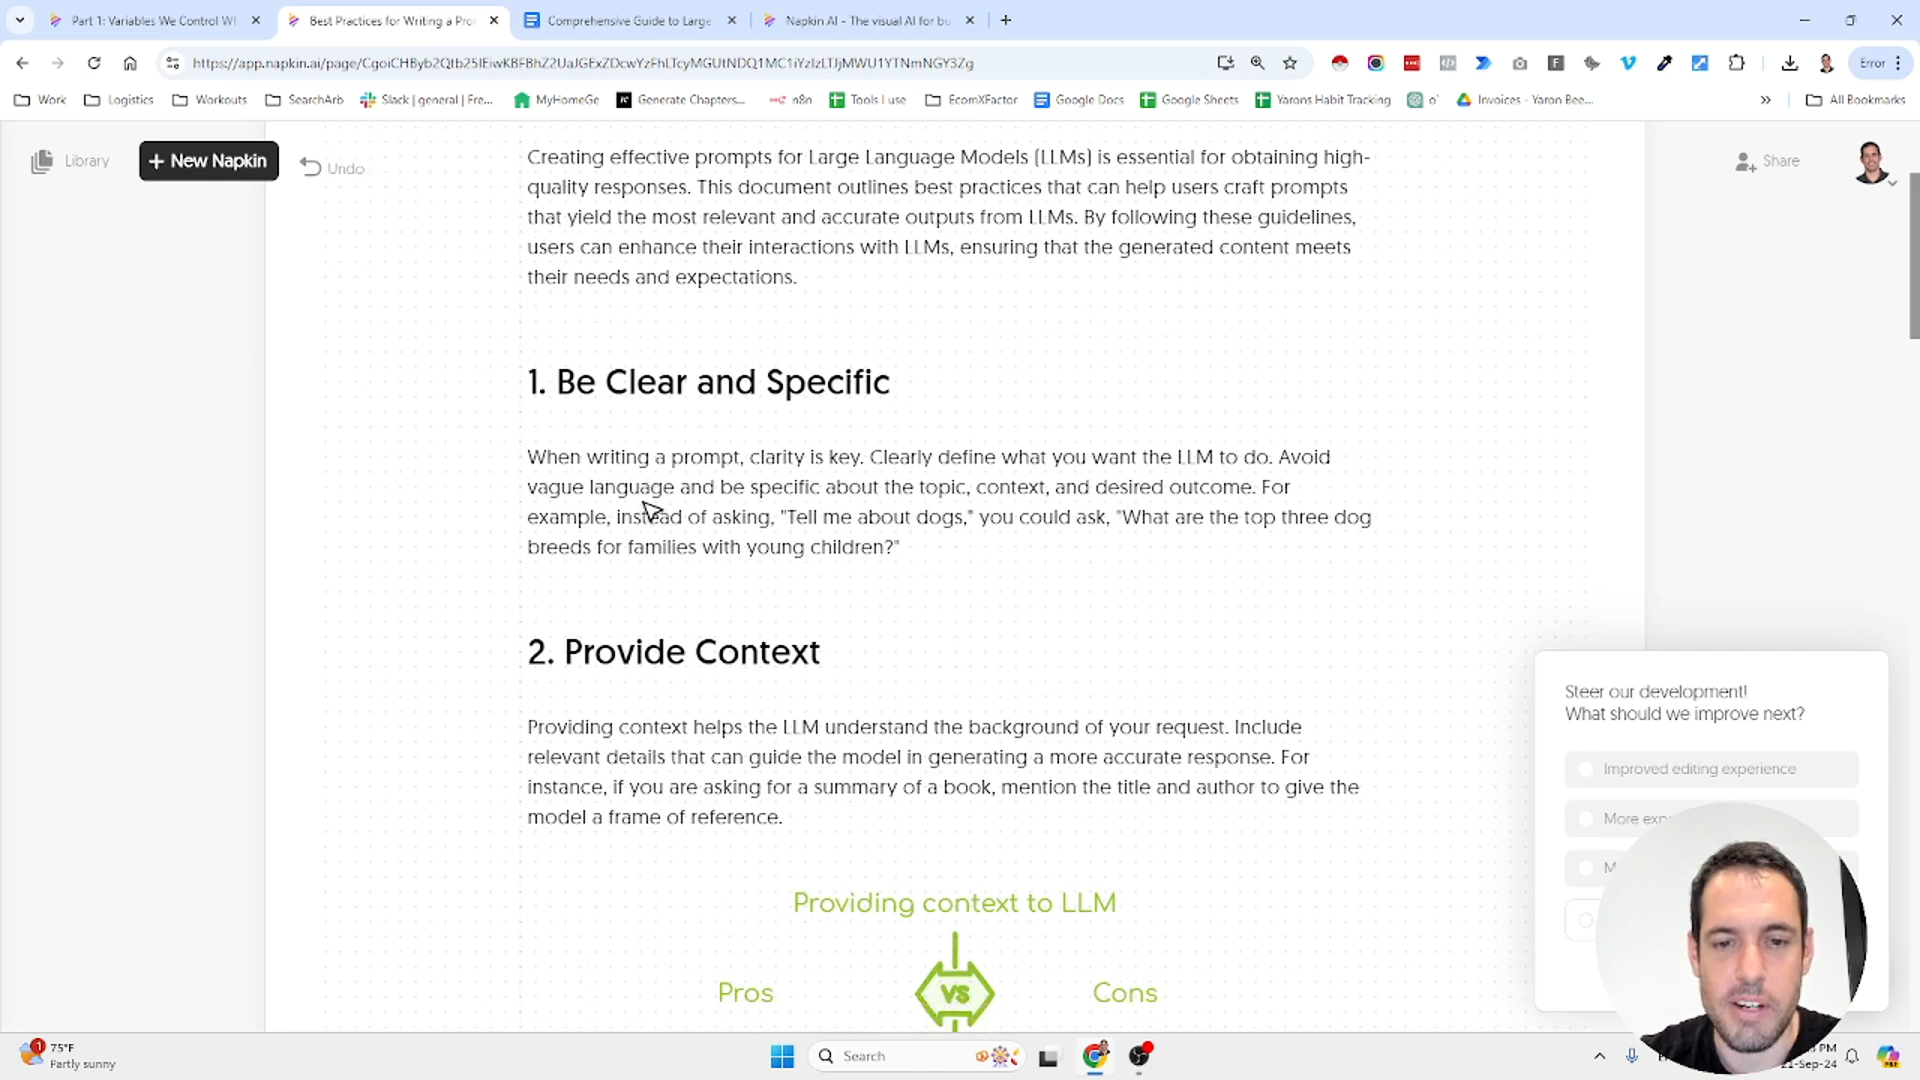 Part 1: Variables We Control Wh
Best Practices for Writing a Pro
Comprehensive Guide to Large
Napkin AI - The visual AI for bu
https://app.napkin.ai/page/CgoiCHByb2Qtb25lEiwKBFBhZ2UaJGExZDcwYzFhLTcyMGUtNDQ1MC1iYzIzLTJjMWU1YTNmNGY3Zg
Error
Work
Logistics
Workouts
SearchArb
Slack | general | Fre...
MyHomeGe
Generate Chapters...
n8n
Tools I use
EcomXFactor
Google Docs
Google Sheets
Yarons Habit Tracking
Invoices - Yaron Bee...
»
All Bookmarks
Library
+ New Napkin
Undo
Share
Creating effective prompts for Large Language Models (LLMs) is essential for obtaining high-
quality responses. This document outlines best practices that can help users craft prompts
that yield the most relevant and accurate outputs from LLMs. By following these guidelines,
users can enhance their interactions with LLMs, ensuring that the generated content meets
their needs and expectations.
1. Be Clear and Specific
When writing a prompt, clarity is key. Clearly define what you want the LLM to do. Avoid
vague language and be specific about the topic, context, and desired outcome. For
example, instead of asking, "Tell me about dogs," you could ask, "What are the top three dog
breeds for families with young children?"
2. Provide Context
Providing context helps the LLM understand the background of your request. Include
relevant details that can guide the model in generating a more accurate response. For
instance, if you are asking for a summary of a book, mention the title and author to give the
model a frame of reference.
Providing context to LLM
Pros
VS
Cons
Steer our development!
What should we improve next?
Improved editing experience
More
75°F
Partly sunny
Search
PM
21-Sep-24